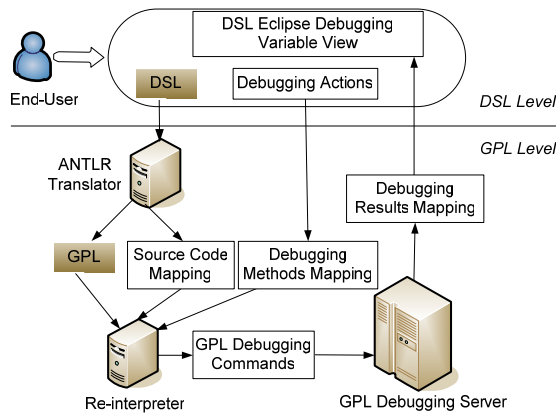 DSL Eclipse Debugging
Variable View
DSL
Debugging Actions
End-User
DSL Level
GPL Level
ANTLR
Translator
Debugging
Results Mapping
GPL
Source Code
Mapping
Debugging
Methods Mapping
GPL Debugging
Commands
Re-interpreter
GPL Debugging Server